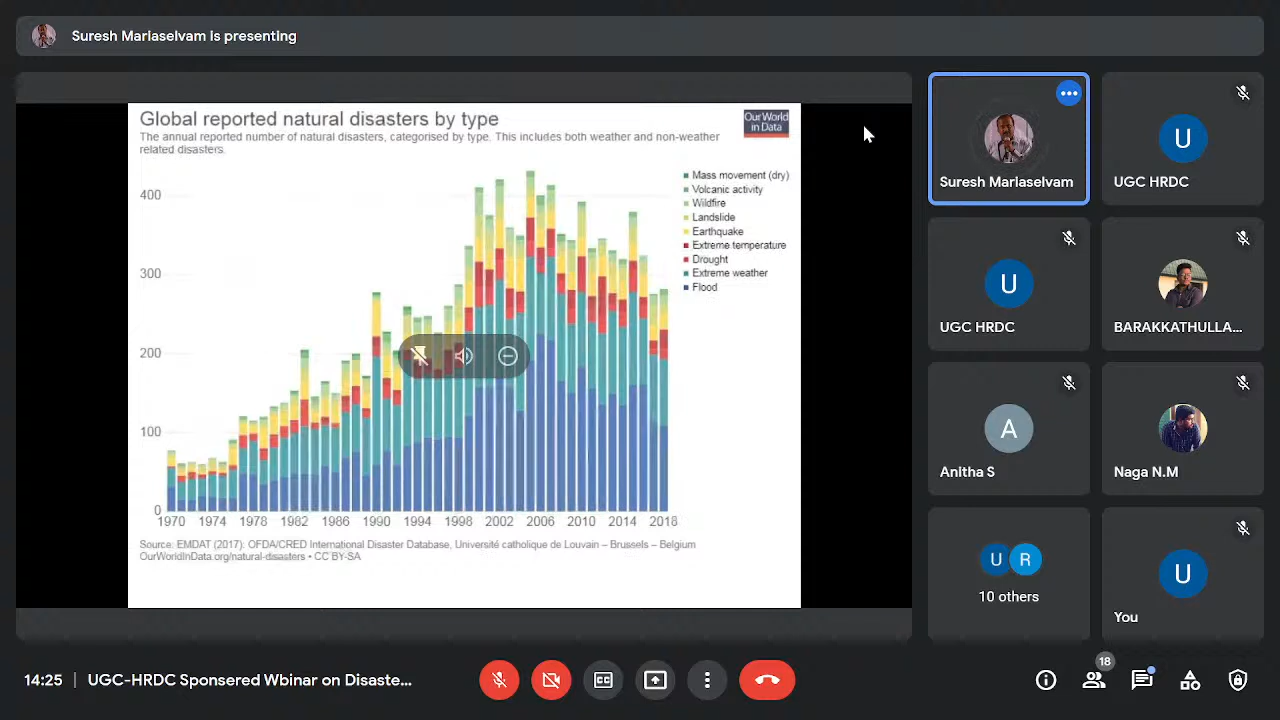 Suresh Mariaselvam is presenting
Global reported natural disasters by type
The annual reported number of natural disasters, categorised by type. This includes both weather and non-weather
related disasters.
Our World
in Data
Mass movement (dry)
Volcanic activity
Wildfire
Landslide
Earthquake
Extreme temperature
Drought
Extreme weather
Flood
400
300
200
100
0
1970 1974 1978 1982 1986 1990 1994 1998 2002 2006 2010 2014 2018
Source: EMDAT (2017): OFDA/CRED International Disaster Database, Université catholique de Louvain – Brussels – Belgium
OurWorldInData.org/natural-disasters • CC BY-SA
Suresh Mariaselvam
U
UGC HRDC
U
UGC HRDC
BARAKKATHULLA...
A
Anitha S
Naga N.M
U R
10 others
U
You
14:25 | UGC-HRDC Sponsered Wbinar on Disaste...
18